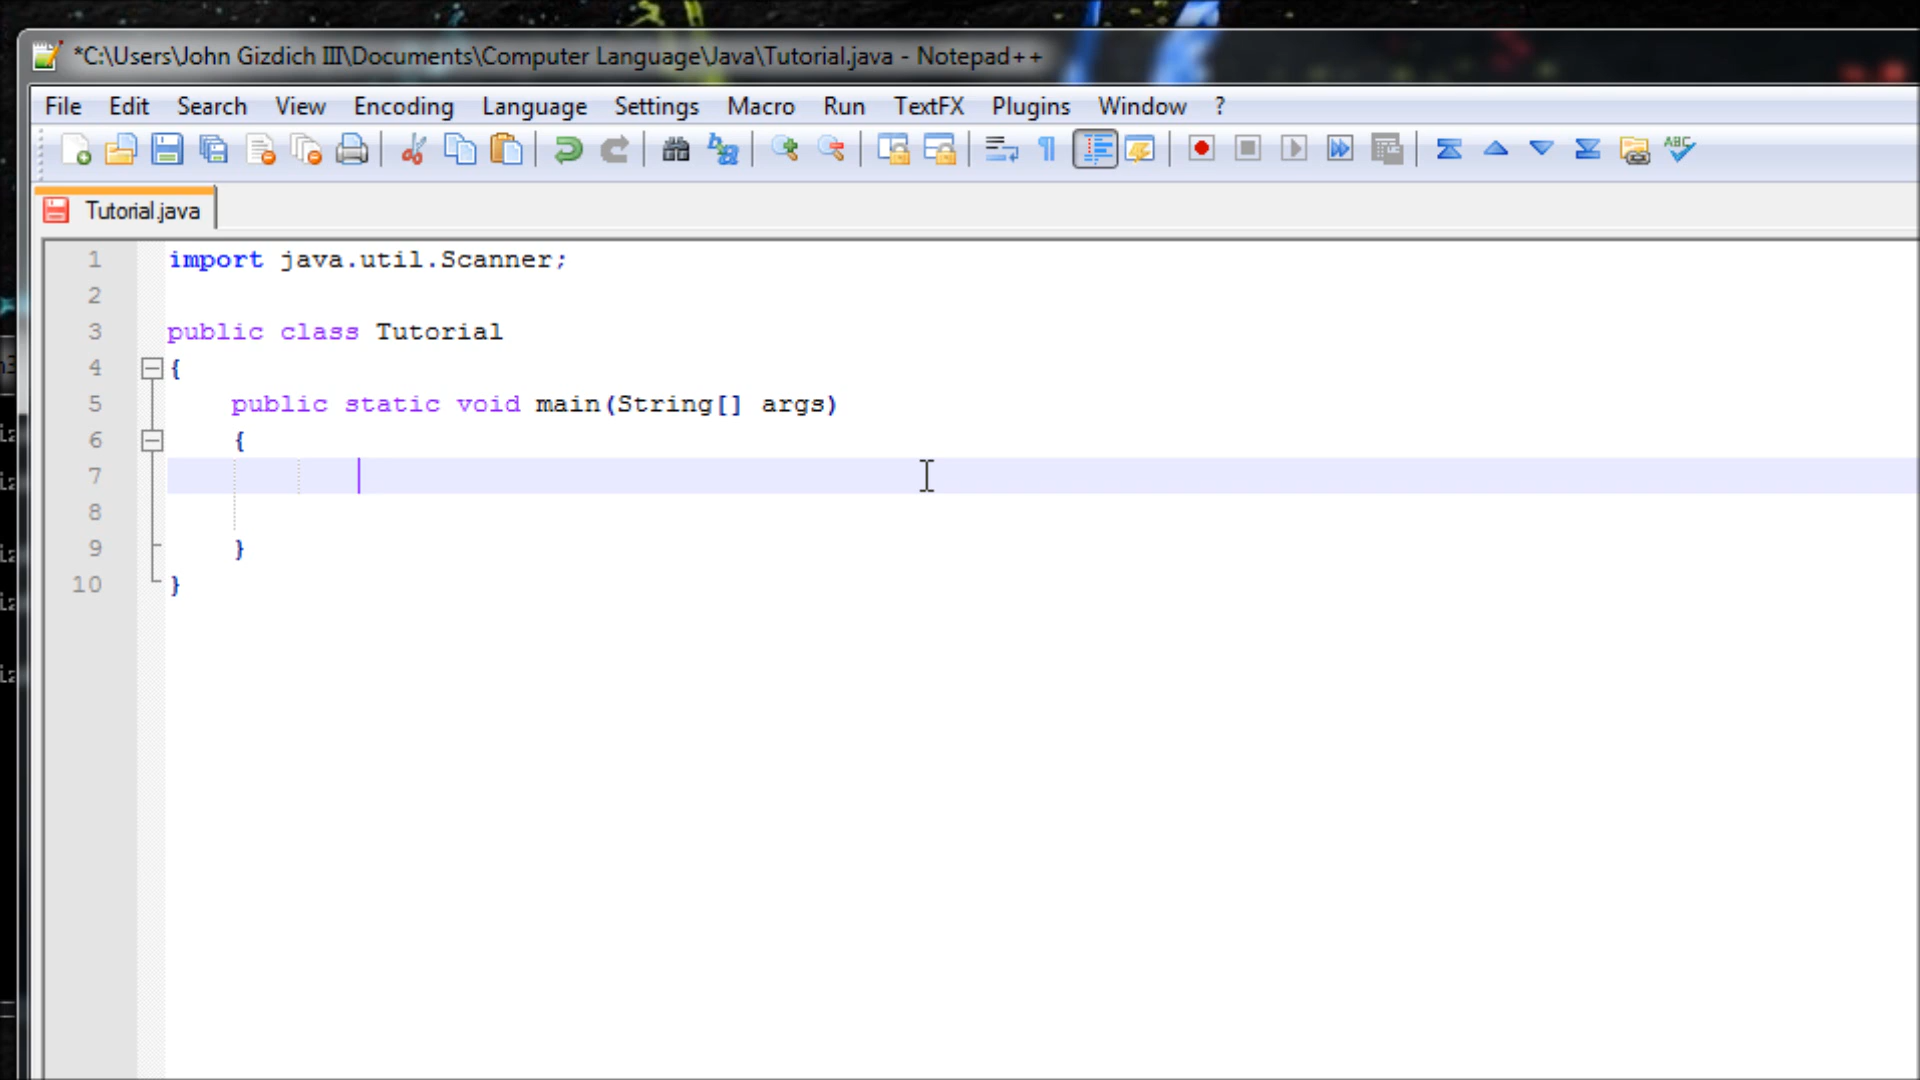 *C:\Users\John Gizdich III\Documents\Computer Language\Java\Tutorial.java - Notepad++
File Edit Search View Encoding Language Settings Macro Run TextFX Plugins Window ?
ABC
Tutorial.java
1 import java.util.Scanner;
2
3 public class Tutorial
4 {
5 public static void main(String[] args)
6 {
7
8
9 }
10 }